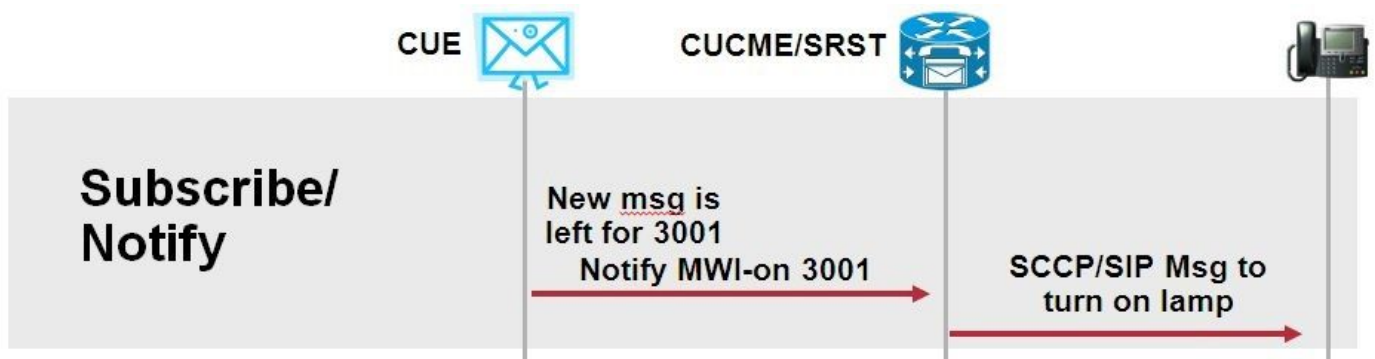 CUE
CUCME/SRST
Subscribe/
Notify
New msg is
left for 3001
Notify MWI-on 3001
SCCP/SIP Msg to
turn on lamp